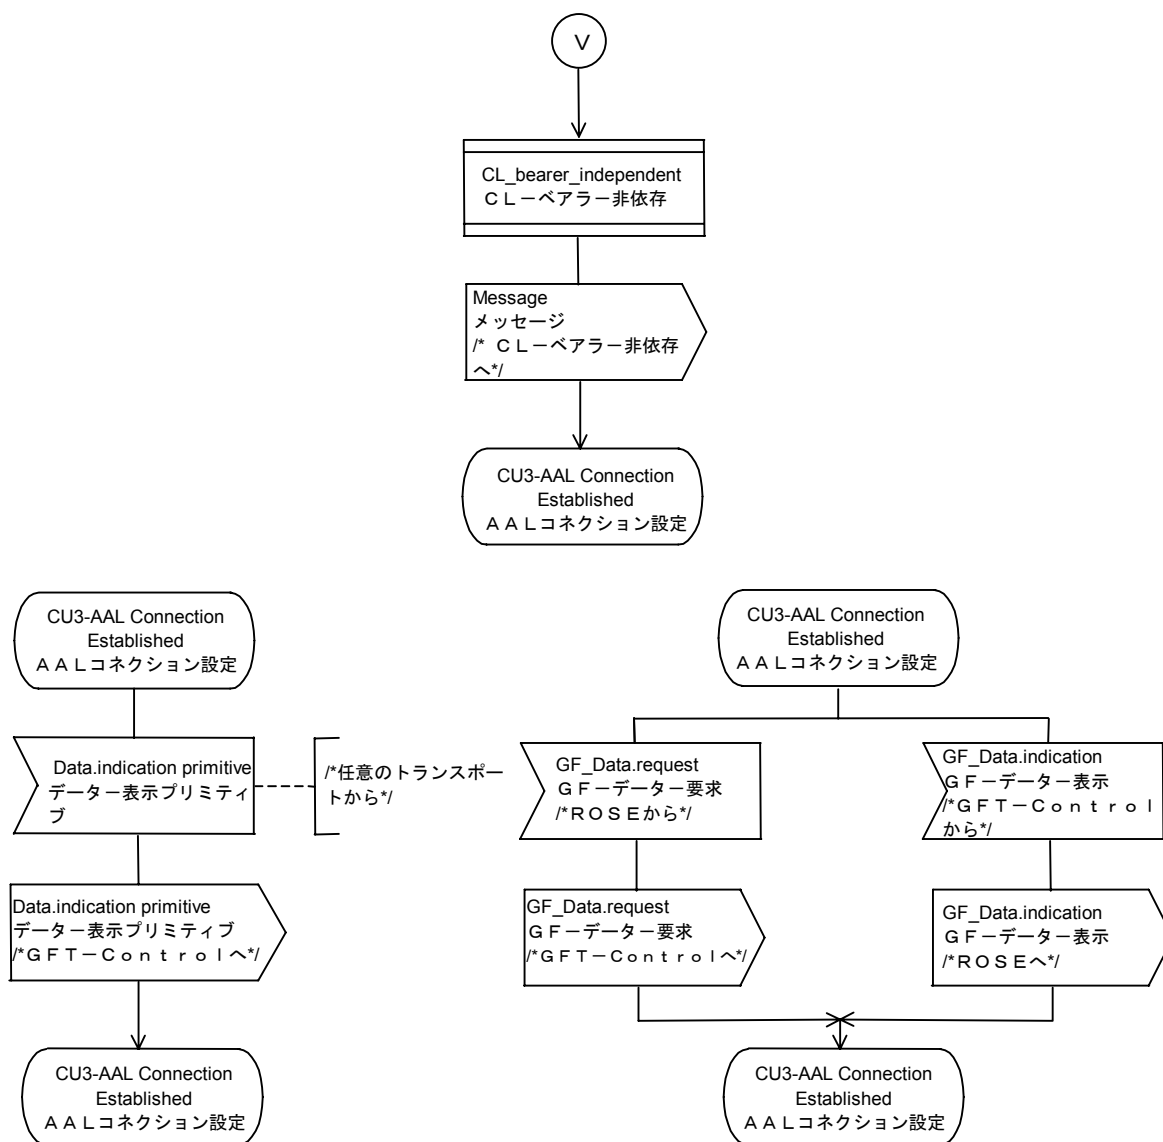 Ｖ
CL_bearer_independent
ＣＬ－ベアラー非依存
Message
メッセージ
/* ＣＬ－ベアラー非依存
へ*/
CU3-AAL Connection
Established
ＡＡＬコネクション設定
CU3-AAL Connection
Established
ＡＡＬコネクション設定
Data.indication primitive
データー表示プリミティ
ブ
/*任意のトランスポー
トから*/
Data.indication primitive
データー表示プリミティブ
/*ＧＦＴ－Ｃｏｎｔｒｏｌへ*/
CU3-AAL Connection
Established
ＡＡＬコネクション設定
CU3-AAL Connection
Established
ＡＡＬコネクション設定
GF_Data.request
ＧＦ－データー要求
/*ＲＯＳＥから*/
GF_Data.indication
ＧＦ－データー表示
/*ＧＦＴ－Ｃｏｎｔｒｏｌ
から*/
GF_Data.request
ＧＦ－データー要求
/*ＧＦＴ－Ｃｏｎｔｒｏｌへ*/
GF_Data.indication
ＧＦ－データー表示
/*ＲＯＳＥへ*/
CU3-AAL Connection
Established
ＡＡＬコネクション設定